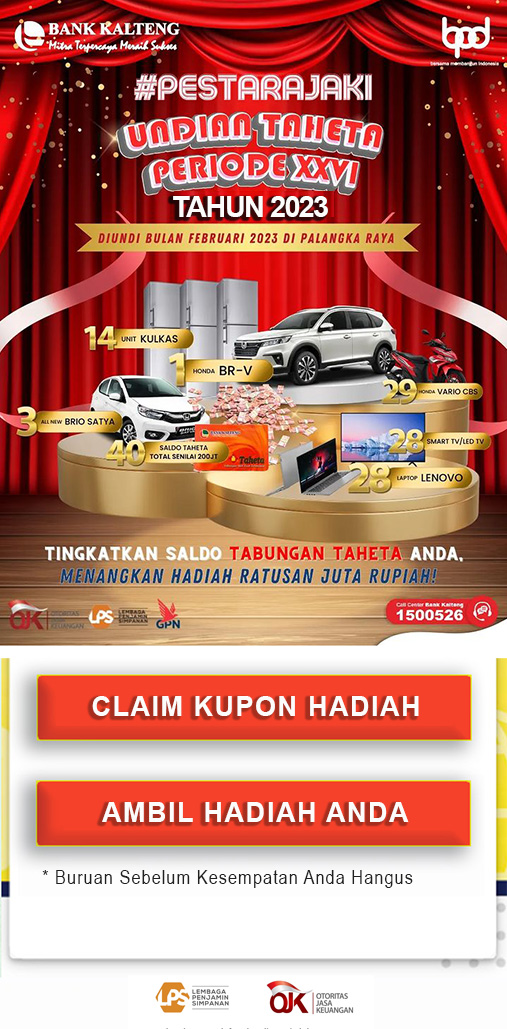 BANK KALTENG
Mitra Terpercaya Meraih Sukses
bpd
bersama membangun indonesia
#PESTARAJAKI
UNDIAN TAHETA
PERIODE XXVI
TAHUN 2023
DIUNDI BULAN FEBRUARI 2023 DI PALANGKA RAYA
14 UNIT KULKAS
1 HONDA BR-V
29 HONDA VARIO CBS
3 ALL NEW BRIO SATYA
40 SALDO TAHETA
TOTAL SENILAI 200JT
Taheta
28 SMART TV/LED TV
28 LAPTOP LENOVO
TINGKATKAN SALDO TABUNGAN TAHETA ANDA,
MENANGKAN HADIAH RATUSAN JUTA RUPIAH!
OJK OTORITAS
JASA
KEUANGAN
LPS LEMBAGA
PENJAMIN
SIMPANAN
GPN
Call Center Bank Kalteng
1500526
CLAIM KUPON HADIAH
AMBIL HADIAH ANDA
* Buruan Sebelum Kesempatan Anda Hangus
LPS LEMBAGA
PENJAMIN
SIMPANAN
OJK OTORITAS
JASA
KEUANGAN